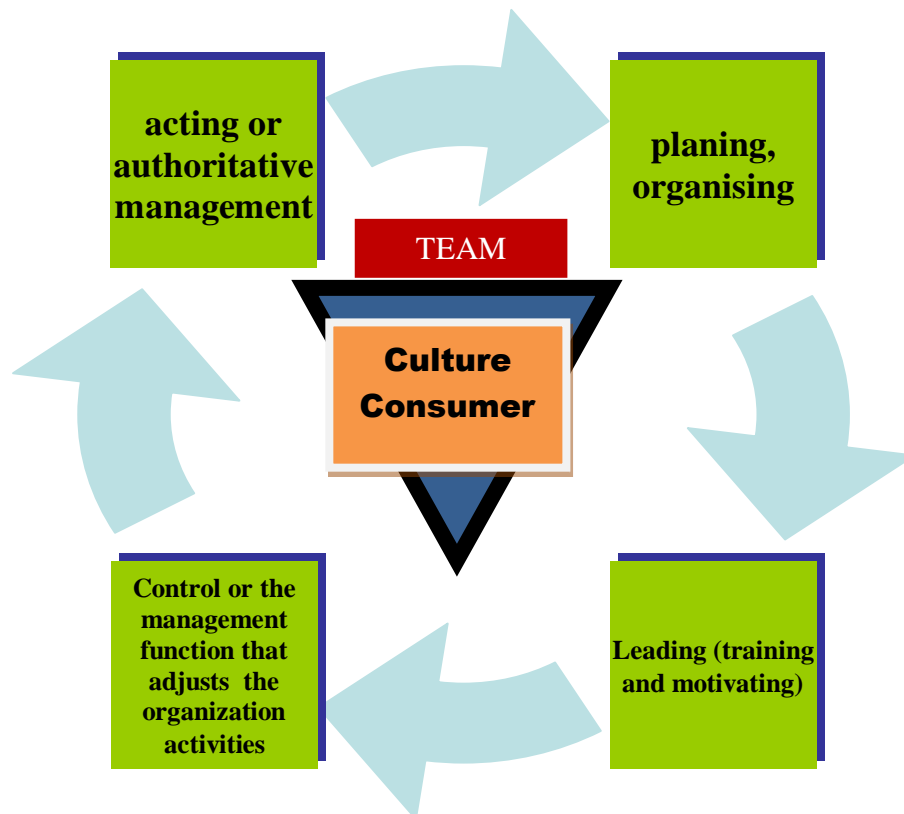 acting or
authoritative
management
planing,
organising
TEAM
Culture
Consumer
Control or the
management
function that
adjusts the
organization
activities
Leading (training
and motivating)